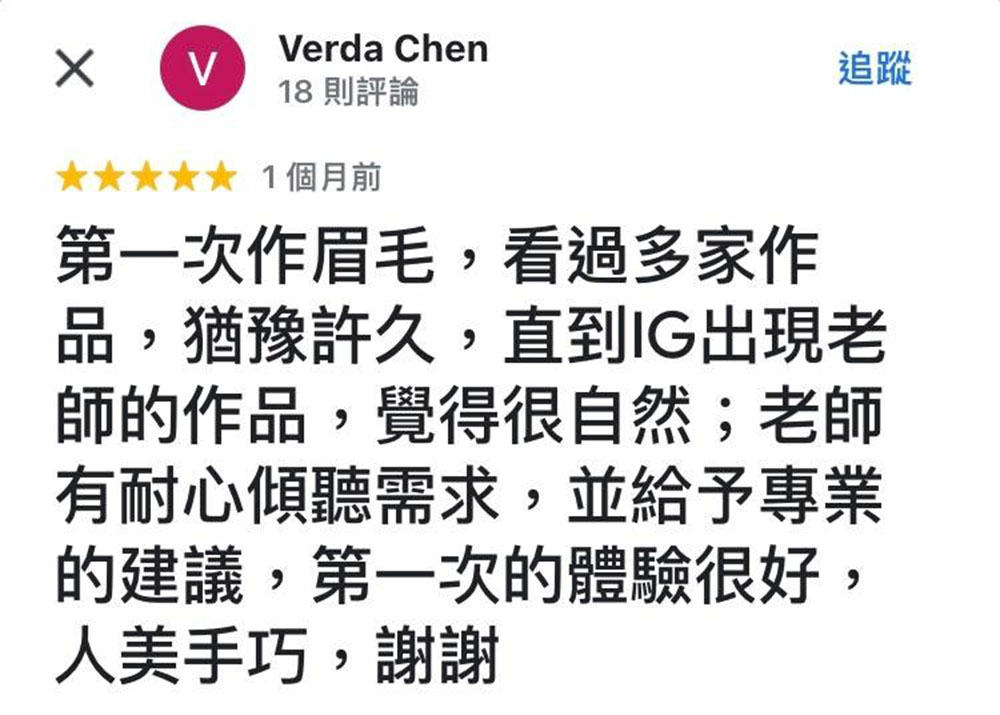 V
Verda Chen
追蹤
18 則評論
1 個月前
第一次作眉毛，看過多家作
品，猶豫許久，直到IG出現老
師的作品，覺得很自然；老師
有耐心傾聽需求，並給予專業
的建議，第一次的體驗很好，
人美手巧，謝謝